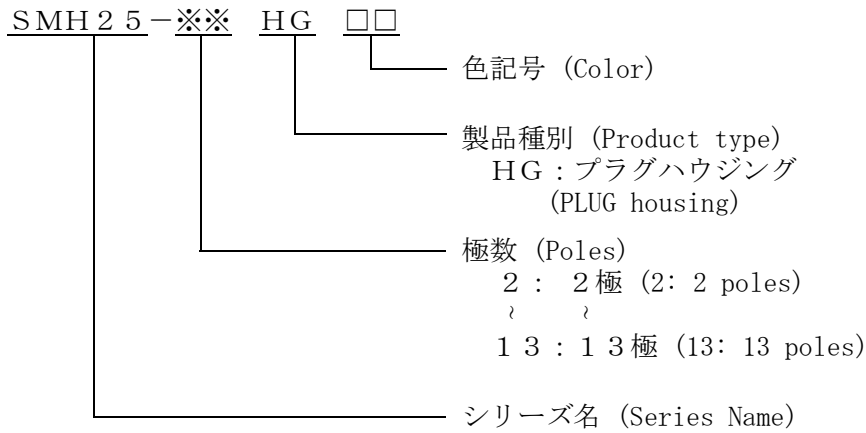 ＳＭＨ２５－※※　ＨＧ　□□
色記号 (Color)
製品種別 (Product type)
ＨＧ：プラグハウジング
(PLUG housing)
極数 (Poles)
２：　２極 (2: 2 poles)
～　　～
１３：１３極 (13: 13 poles)
シリーズ名 (Series Name)